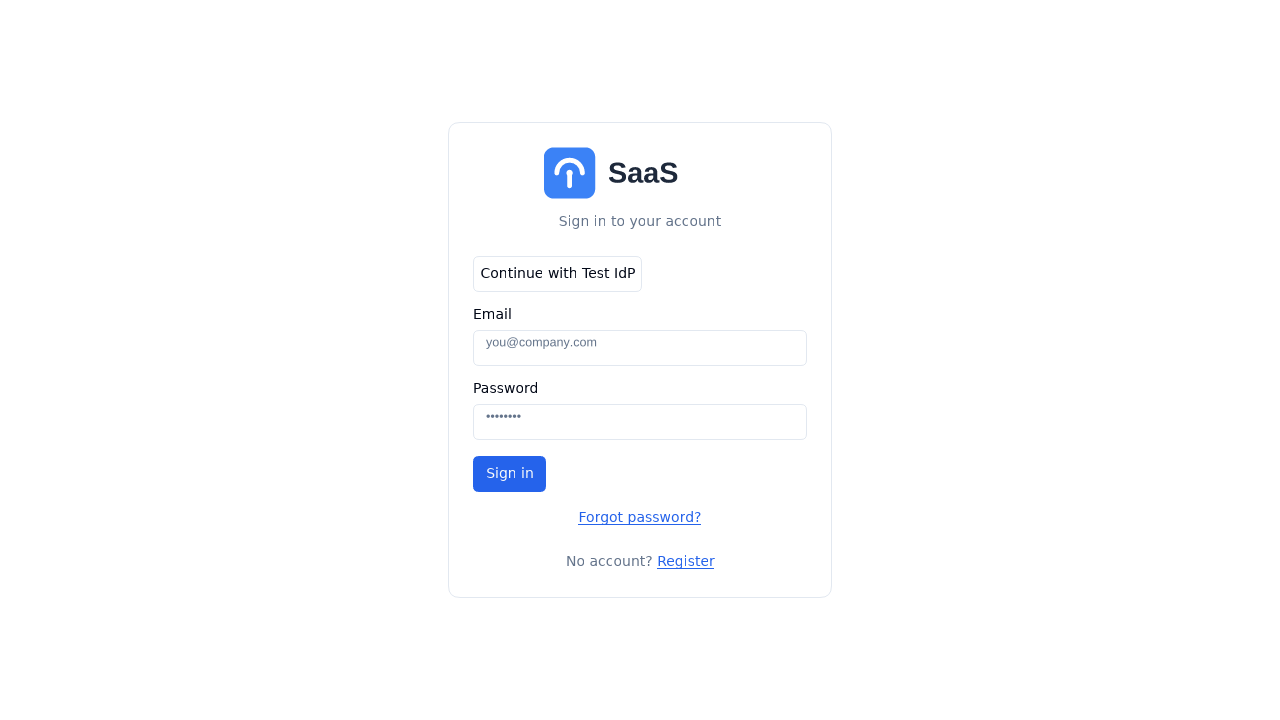 SaaS
Sign in to your account
Continue with Test IdP
Email
you@company.com
Password
••••••••
Sign in
Forgot password?
No account? Register